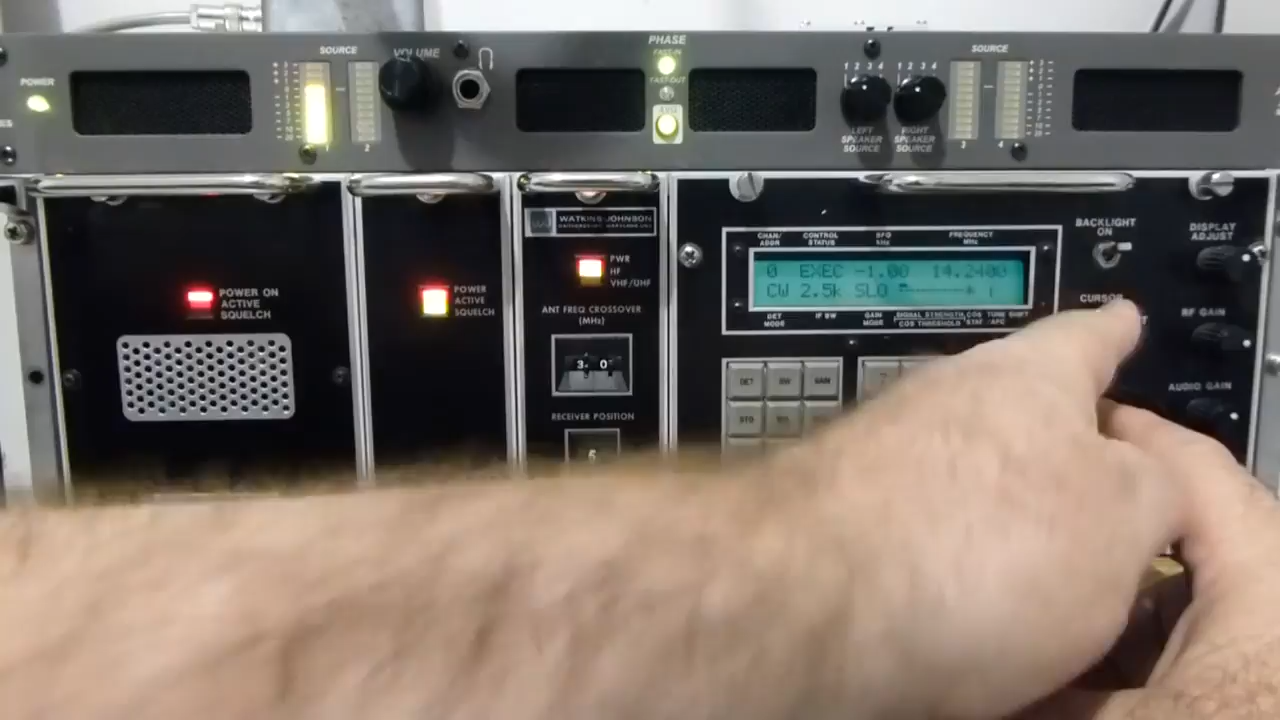 POWER
SOURCE
VOLUME
PHASE
FAST-IN
FAST-OUT
SOURCE
1 2 3 4
1 2 3 4
LEFT
SPEAKER
SOURCE
RIGHT
SPEAKER
SOURCE
2
3
4
POWER ON
ACTIVE
SQUELCH
POWER
ACTIVE
SQUELCH
WATKINS-JOHNSON
PWR
HF
VHF/UHF
ANT FREQ CROSSOVER
(MHz)
3 0
RECEIVER POSITION
CHAN/
ADDR
CONTROL
STATUS
BFO
kHz
FREQUENCY
MHz
0 EXEC -1.00 14.2400
CW 2.5k SLO
DET
MODE
IF BW
GAIN
MODE
SIGNAL STRENGTH
COS THRESHOLD
COS
STAT
TUNE
/AFC
SHIFT
BACKLIGHT
ON
CURSOR
DISPLAY
ADJUST
RF GAIN
AUDIO GAIN
DET
BW
GAIN
STO